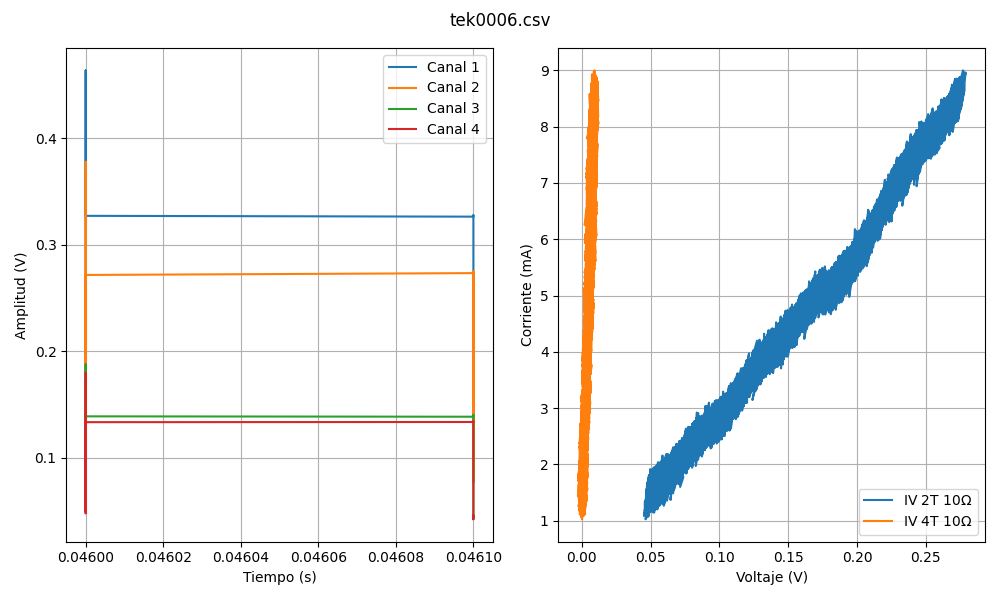 tek0006.csv
Amplitud (V)
0.4
0.3
0.2
0.1
Canal 1
Canal 2
Canal 3
Canal 4
0.04600 0.04602 0.04604 0.04606 0.04608 0.04610
Tiempo (s)
Corriente (mA)
9
8
7
6
5
4
3
2
1
IV 2T 10Ω
IV 4T 10Ω
0.00 0.05 0.10 0.15 0.20 0.25
Voltaje (V)